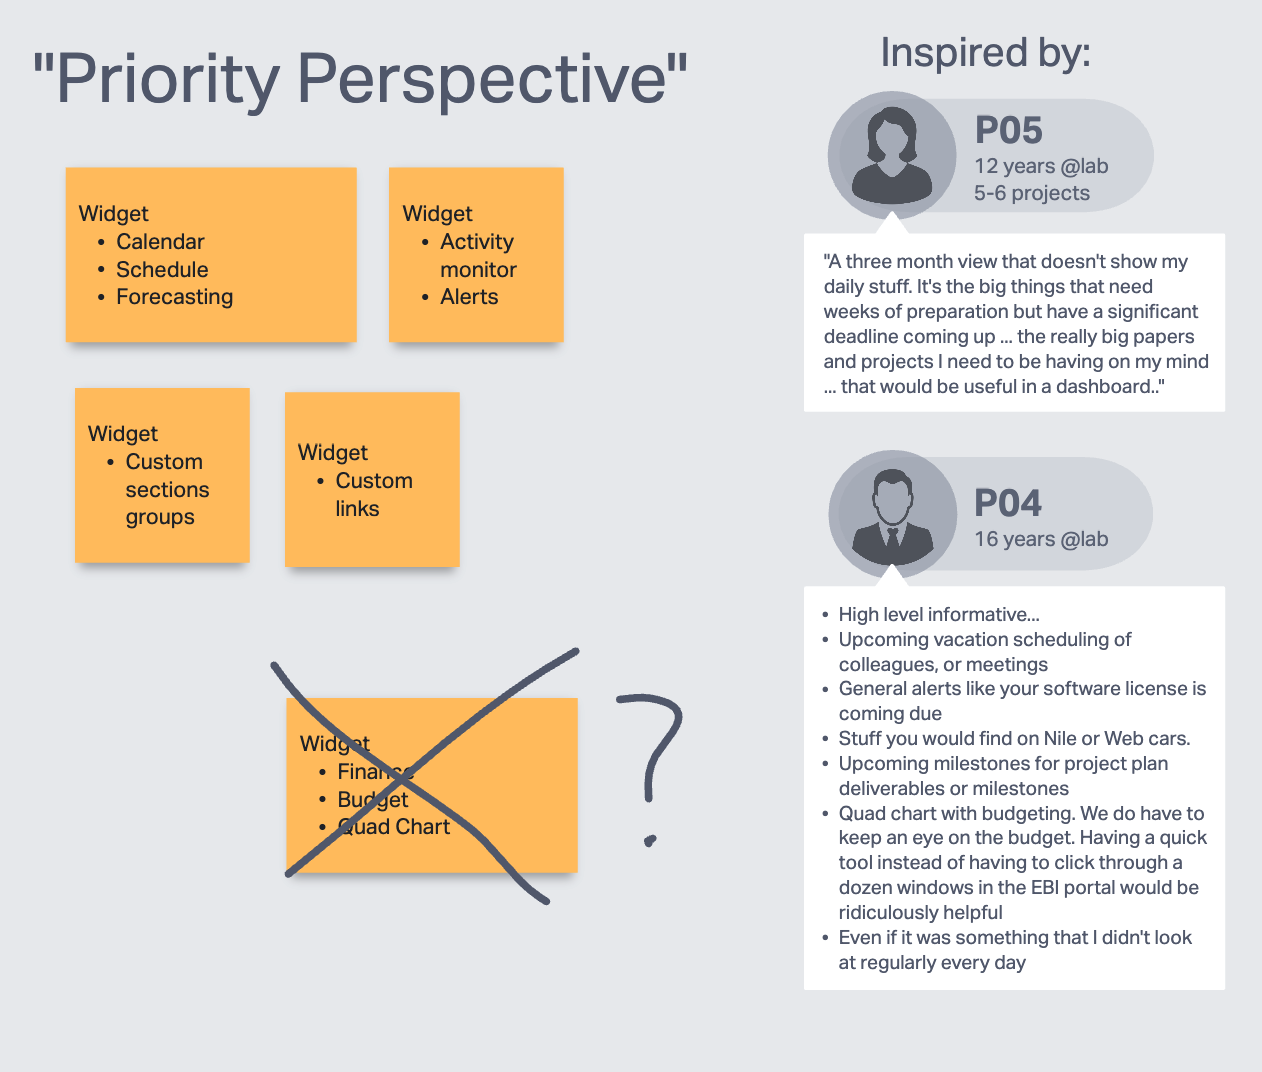 "Priority Perspective"
Widget
• Calendar
• Schedule
• Forecasting
Widget
• Activity
monitor
• Alerts
Widget
• Custom
sections
groups
Widget
• Custom
links
Widget
• Finance
• Budget
• Quad Chart
?
Inspired by:
P05
12 years @lab
5-6 projects
"A three month view that doesn't show my
daily stuff. It's the big things that need
weeks of preparation but have a significant
deadline coming up ... the really big papers
and projects I need to be having on my mind
... that would be useful in a dashboard.."
P04
16 years @lab
• High level informative...
• Upcoming vacation scheduling of
colleagues, or meetings
• General alerts like your software license is
coming due
• Stuff you would find on Nile or Web cars.
• Upcoming milestones for project plan
deliverables or milestones
• Quad chart with budgeting. We do have to
keep an eye on the budget. Having a quick
tool instead of having to click through a
dozen windows in the EBI portal would be
ridiculously helpful
• Even if it was something that I didn't look
at regularly every day